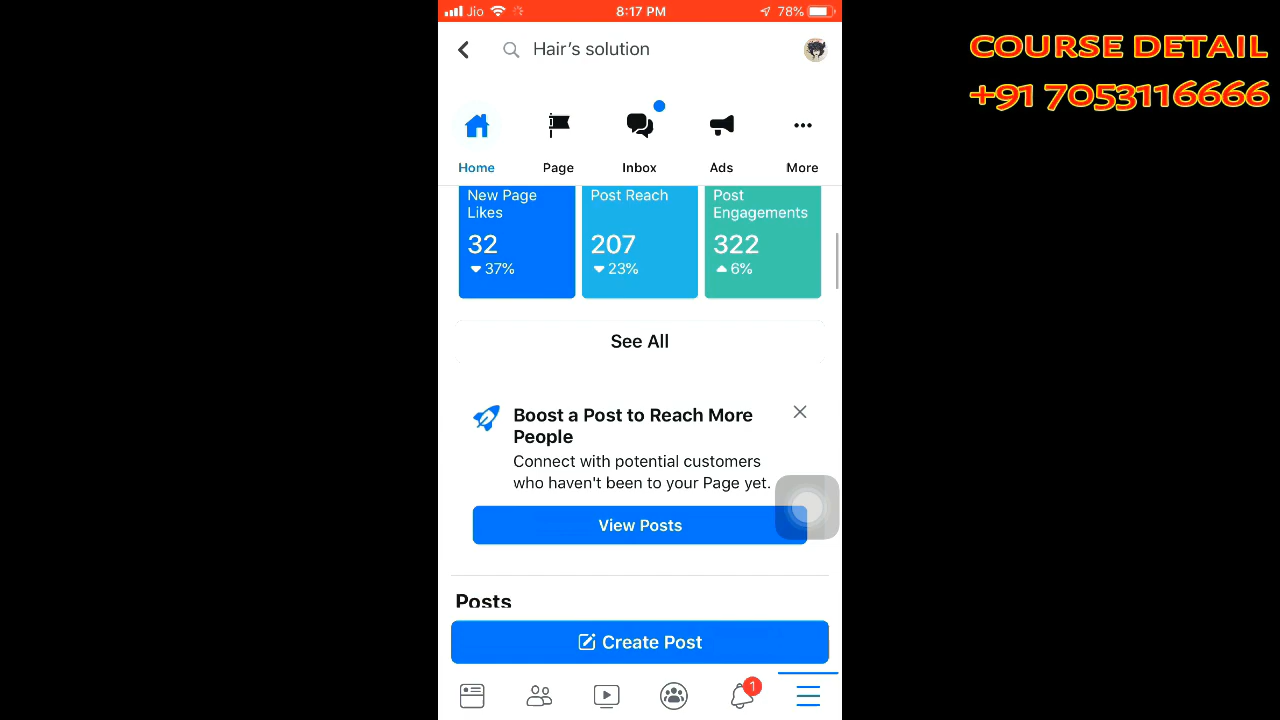 Jio 8:17 PM 78%
COURSE DETAIL
+91 7053116666
Hair's solution
Home Page Inbox Ads More
New Page Likes
32
37%
Post Reach
207
23%
Post Engagements
322
6%
See All
Boost a Post to Reach More
People
Connect with potential customers
who haven't been to your Page yet.
View Posts
Posts
Create Post
1